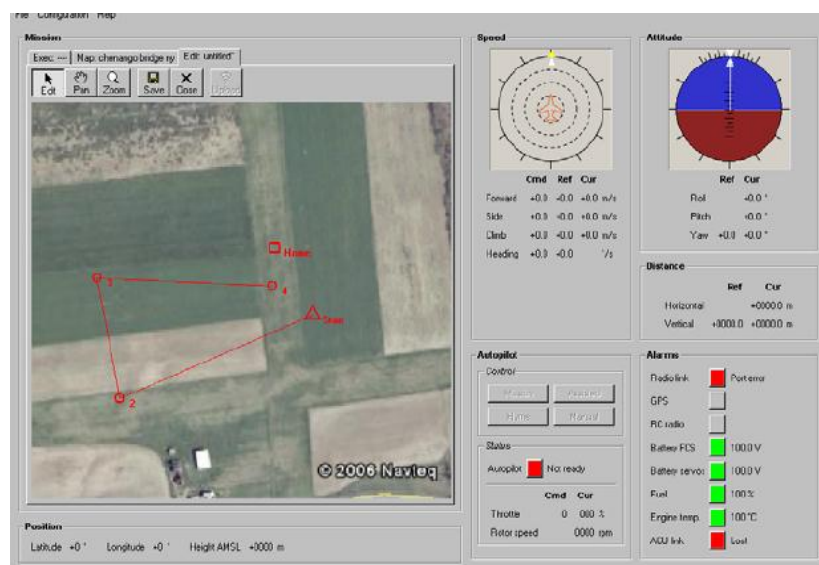 File Configuration Help
Mission
Exec: --- Map: chenango bridge ny Edit: untitled*
Edit Pan Zoom Save Close Upload
Home
3
4
Start
2
© 2006 Navteq
Position
Latitude +0 ° Longitude +0 ° Height AMSL +0000 m
Speed
Cmd Ref Cur
Forward +0.0 +0.0 +0.0 m/s
Side +0.0 +0.0 +0.0 m/s
Climb +0.0 +0.0 +0.0 m/s
Heading +0.0 +0.0 °/s
Attitude
Ref Cur
Roll +0.0 °
Pitch +0.0 °
Yaw +0.0 +0.0 °
Distance
Ref Cur
Horizontal +0000.0 m
Vertical +0000.0 +0000.0 m
Autopilot
Control
Home Manual
Status
Autopilot Not ready
Cmd Cur
Throttle 0 000 %
Rotor speed 0000 rpm
Alarms
Radio link Port error
GPS
RC radio
Battery FCS 100.0 V
Battery servos 100.0 V
Fuel 100 %
Engine temp. 100 °C
ACU link Lost